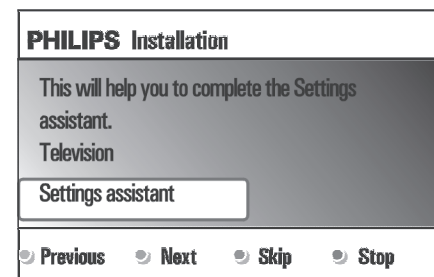 PHILIPS Installation
This will help you to complete the Settings
assistant.
Television
Settings assistant
Previous Next Skip Stop